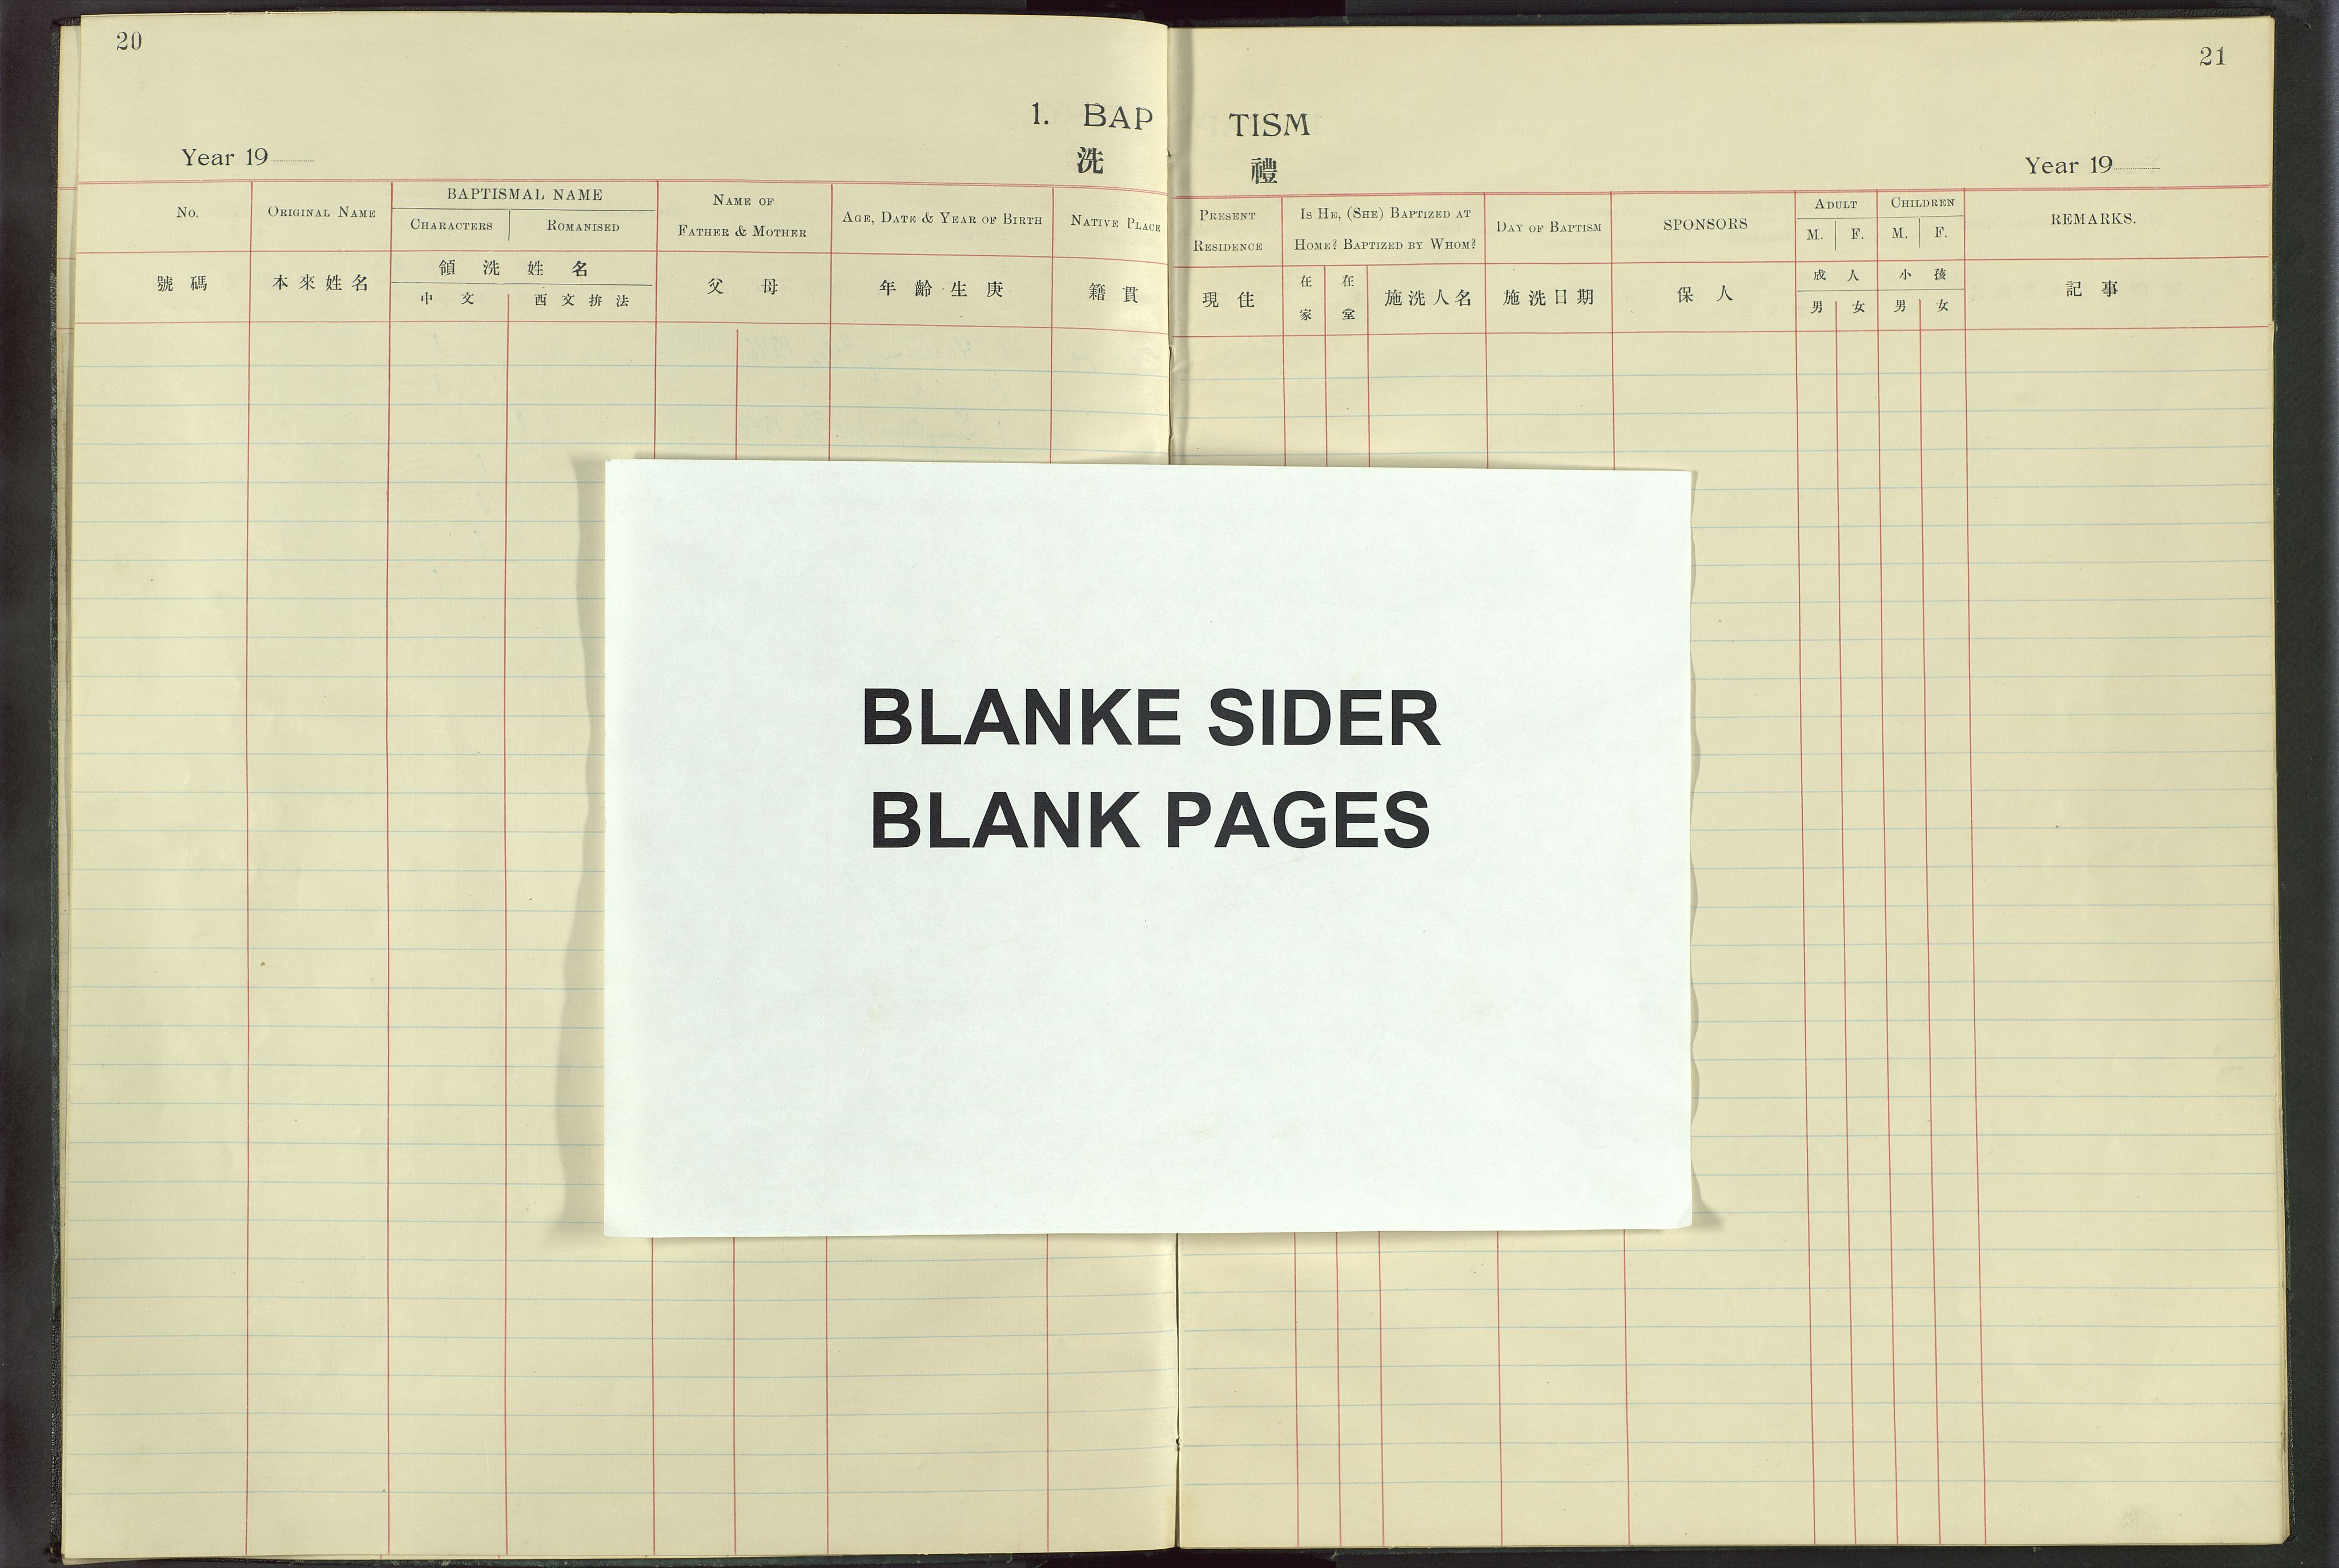 20
21
1. BAP TISM
洗 禮
Year 19
Year 19
No.
ORIGINAL NAME
BAPTISMAL NAME
CHARACTERS
ROMANISED
NAME OF
FATHER & MOTHER
AGE, DATE & YEAR OF BIRTH
NATIVE PLACE
PRESENT
RESIDENCE
IS HE, (SHE) BAPTIZED AT
HOME? BAPTIZED BY WHOM?
DAY OF BAPTISM
SPONSORS
ADULT
M. F.
CHILDREN
M. F.
REMARKS.
號碼
本來姓名
領洗姓名
中文
西文拚法
父母
年齡生庚
籍貫
現住
在家
在堂
施洗人名
施洗日期
保人
成人
男 女
小孩
男 女
記事
BLANKE SIDER
BLANK PAGES